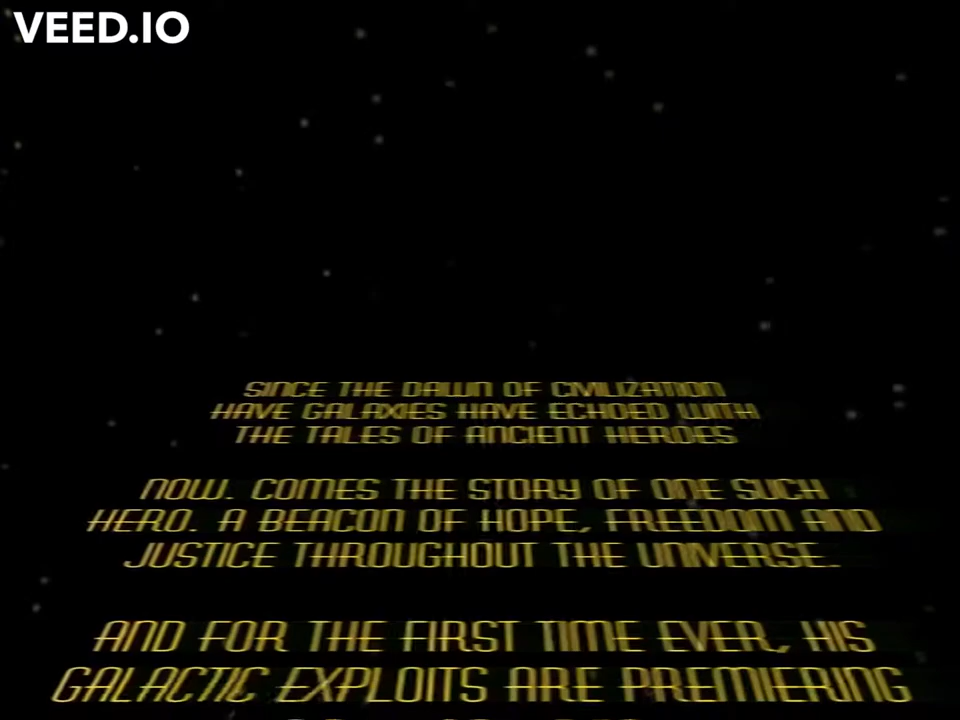 VEED.IO
SINCE THE DAWN OF CIVILIZATION
HAVE GALAXIES HAVE ECHOED WITH
THE TALES OF ANCIENT HEROES
NOW. COMES THE STORY OF ONE SUCH
HERO. A BEACON OF HOPE, FREEDOM AND
JUSTICE THROUGHOUT THE UNIVERSE.
AND FOR THE FIRST TIME EVER, HIS
GALACTIC EXPLOITS ARE PREMIERING